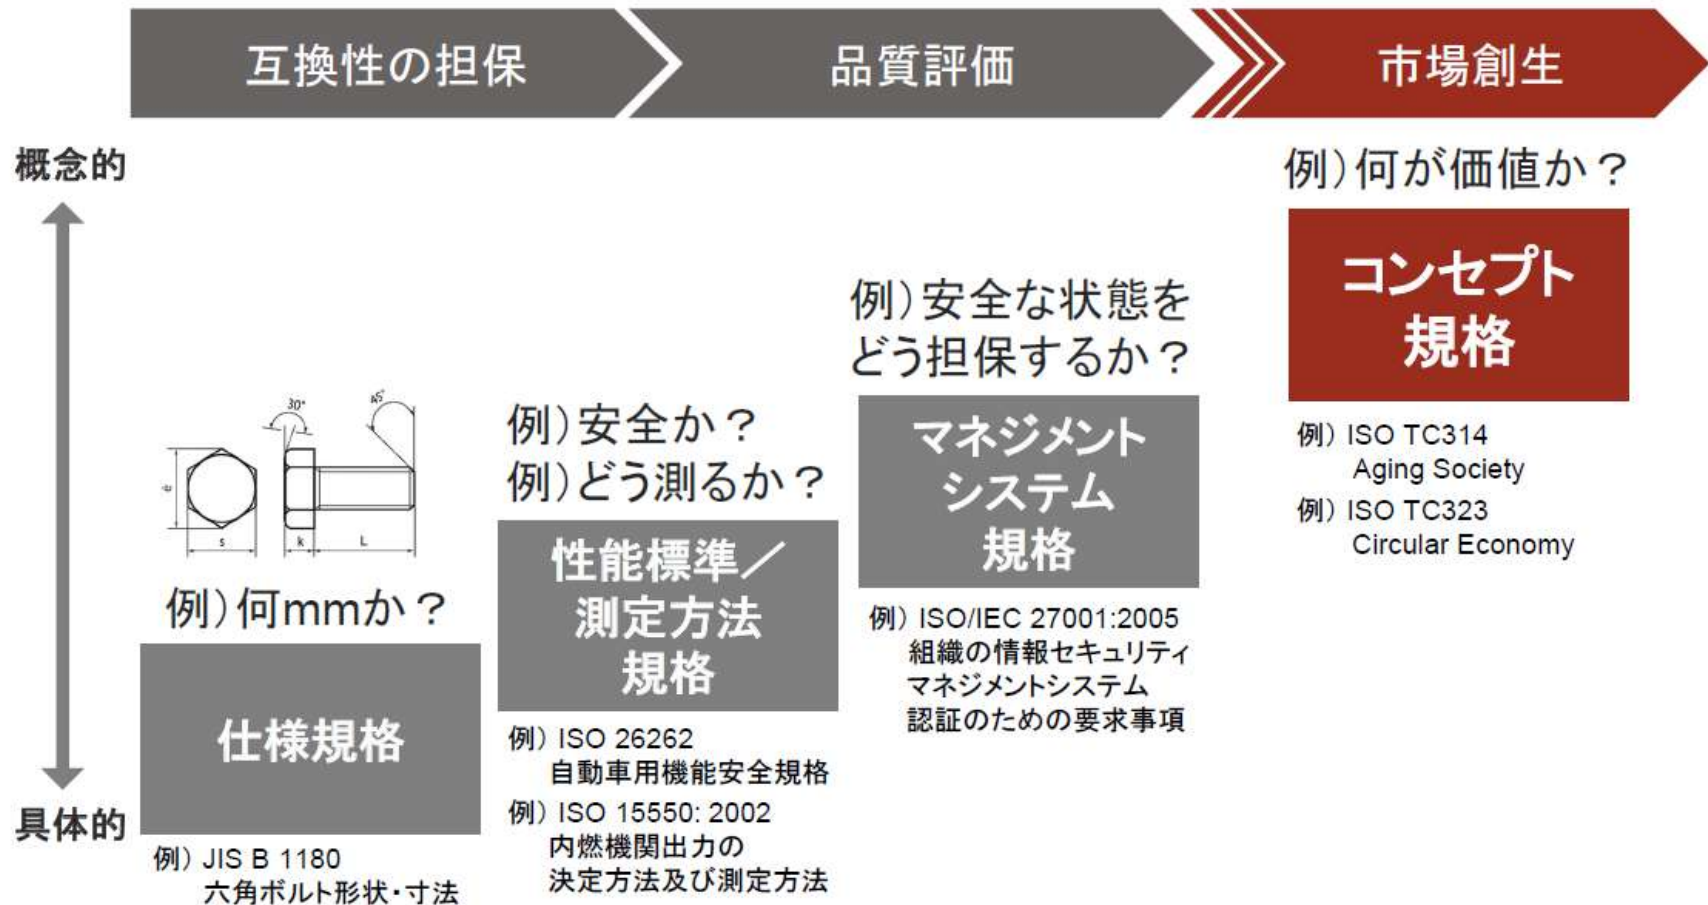 互換性の担保
品質評価
市場創生
概念的
具体的
30°
45°
e
s
k
L
例）何mmか？
仕様規格
例） JIS B 1180
六角ボルト形状・寸法
例）安全か？
例）どう測るか？
性能標準／
測定方法
規格
例） ISO 26262
自動車用機能安全規格
例） ISO 15550: 2002
内燃機関出力の
決定方法及び測定方法
例）安全な状態を
どう担保するか？
マネジメント
システム
規格
例） ISO/IEC 27001:2005
組織の情報セキュリティ
マネジメントシステム
認証のための要求事項
例）何が価値か？
コンセプト
規格
例） ISO TC314
Aging Society
例） ISO TC323
Circular Economy